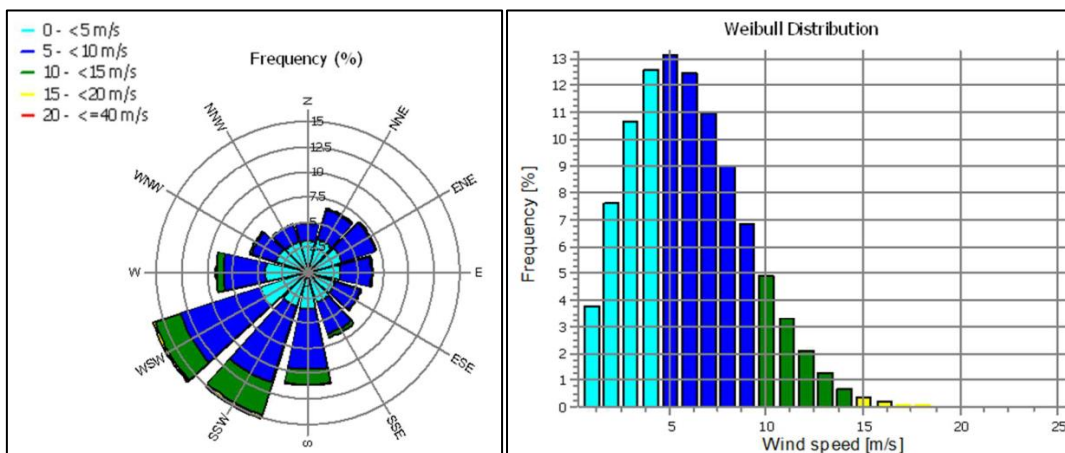 0 - <5 m/s
5 - <10 m/s
10 - <15 m/s
15 - <20 m/s
20 - <=40 m/s
Frequency (%)
N
NNE
ENE
E
ESE
SSE
S
SSW
WSW
W
WNW
NNW
15
12.5
10
7.5
5
2.5
Weibull Distribution
Frequency [%]
13
12
11
10
9
8
7
6
5
4
3
2
1
0
5
10
15
20
25
Wind speed [m/s]